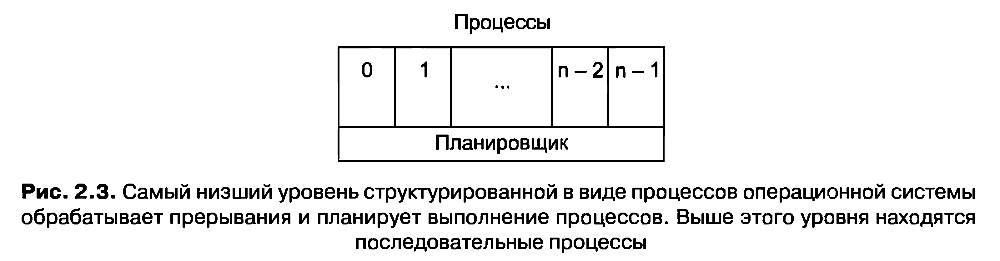 Процессы
0 1 ... n – 2 n – 1
Планировщик
Рис. 2.3. Самый низший уровень структурированной в виде процессов операционной системы
обрабатывает прерывания и планирует выполнение процессов. Выше этого уровня находятся
последовательные процессы